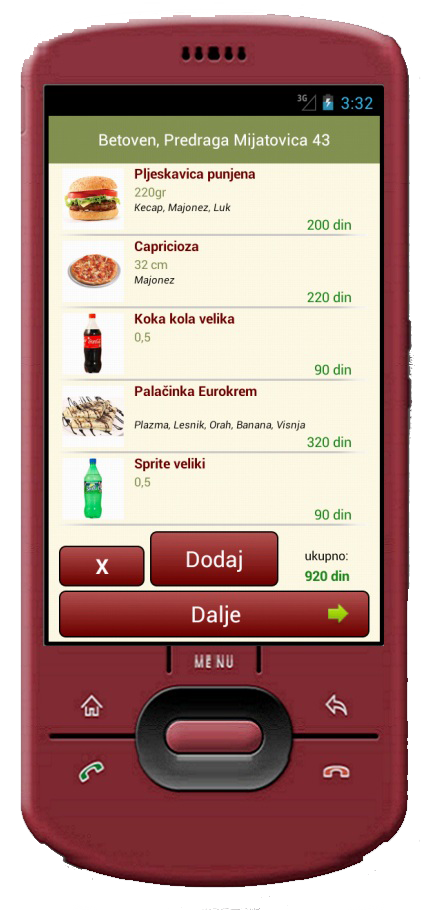 3G 3:32
Betoven, Predraga Mijatovica 43
Pljeskavica punjena
220gr
Kecap, Majonez, Luk
200 din
Capricioza
32 cm
Majonez
220 din
Koka kola velika
0,5
90 din
Palačinka Eurokrem
Plazma, Lesnik, Orah, Banana, Visnja
320 din
Sprite veliki
0,5
90 din
X
Dodaj
ukupno:
920 din
Dalje
MENU